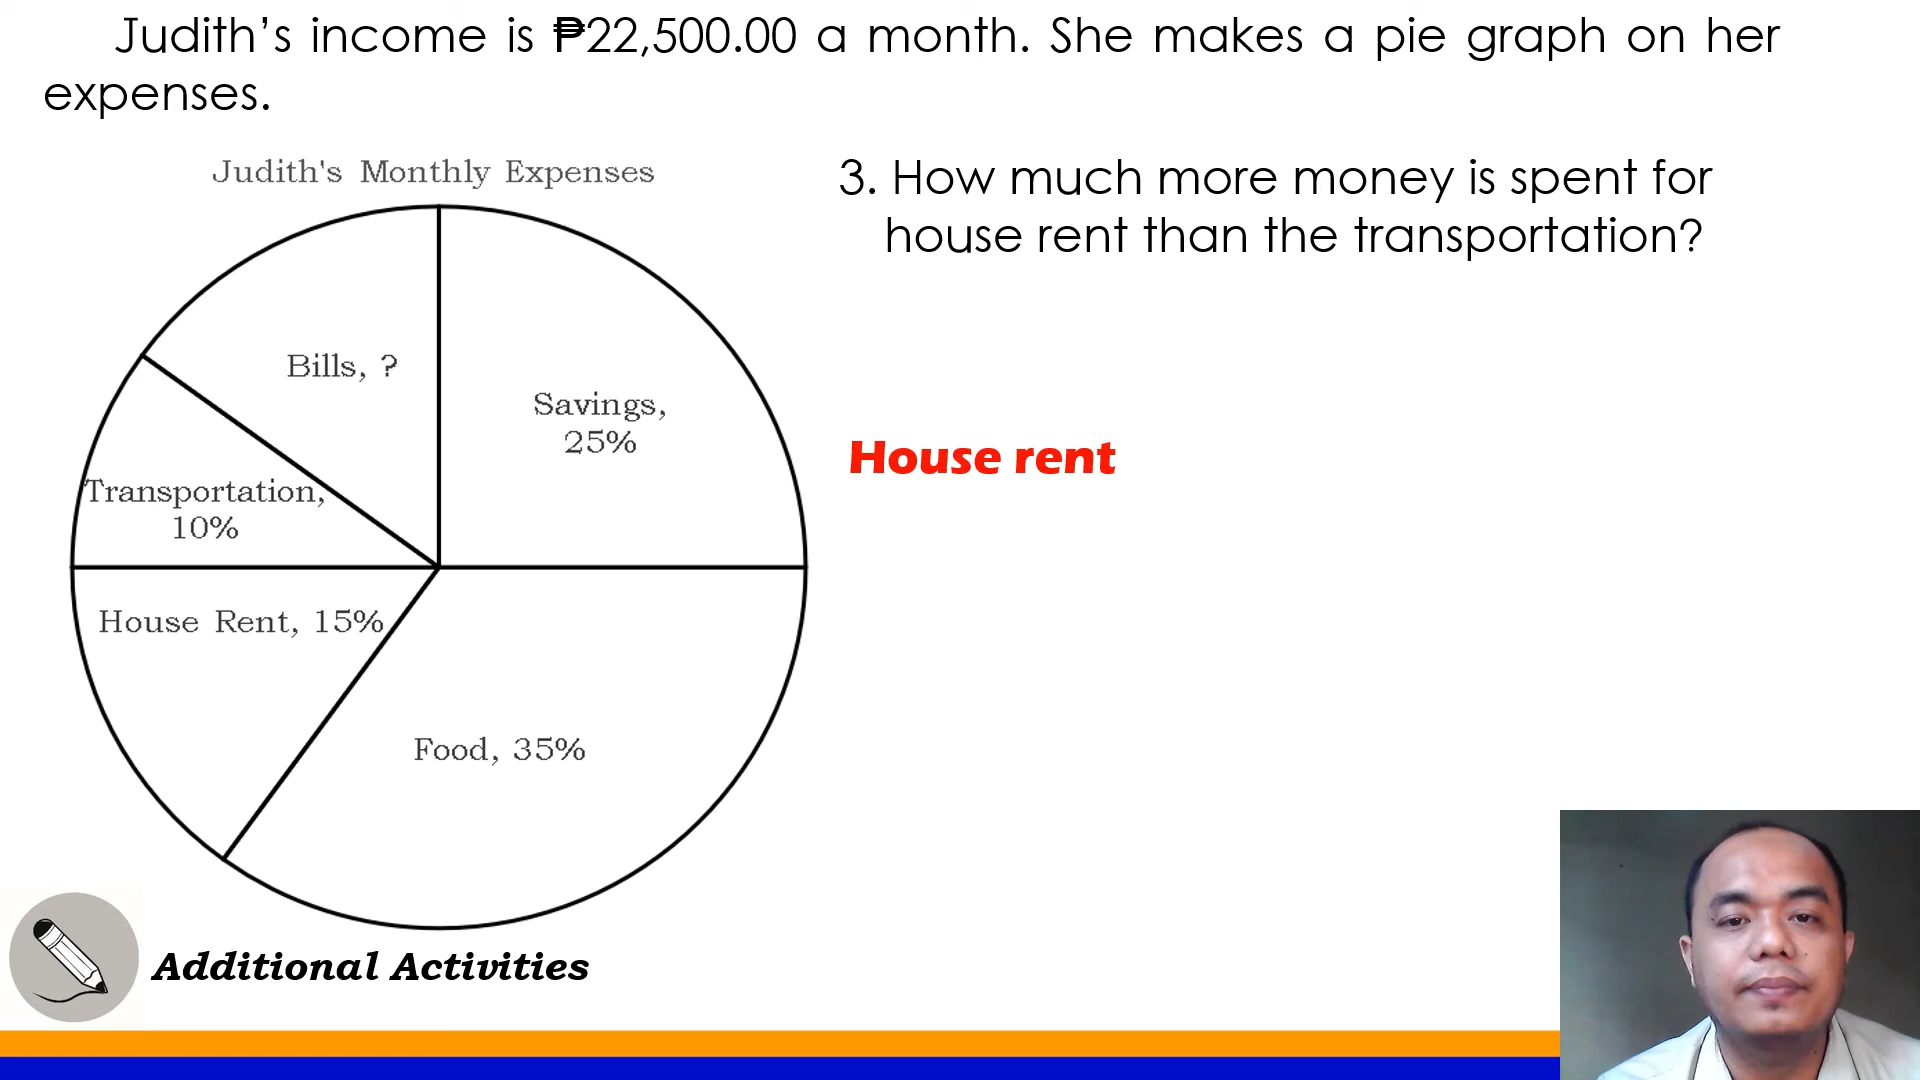 Judith’s income is ₱22,500.00 a month. She makes a pie graph on her
expenses.
Judith's Monthly Expenses
3. How much more money is spent for
house rent than the transportation?
Bills, ?
Savings,
25%
House rent
Transportation,
10%
House Rent, 15%
Food, 35%
Additional Activities